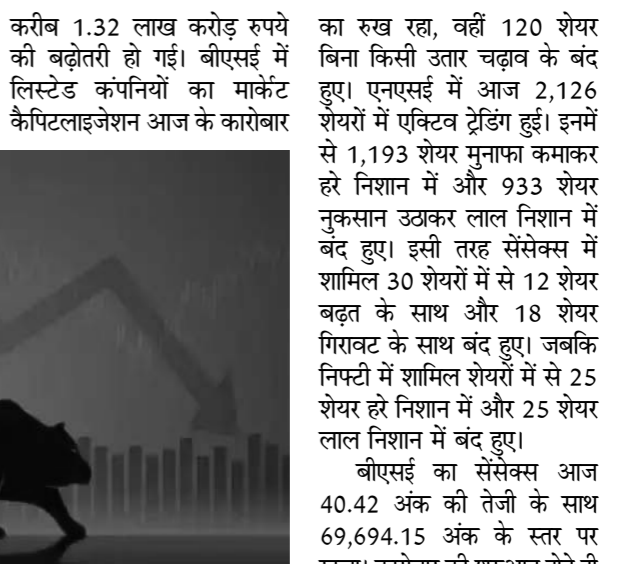 करीब 1.32 लाख करोड़ रुपये
की बढ़ोतरी हो गई। बीएसई में
लिस्टेड कंपनियों का मार्केट
कैपिटलाइजेशन आज के कारोबार
का रुख रहा, वहीं 120 शेयर
बिना किसी उतार चढ़ाव के बंद
हुए। एनएसई में आज 2,126
शेयरों में एक्टिव ट्रेडिंग हुई। इनमें
से 1,193 शेयर मुनाफा कमाकर
हरे निशान में और 933 शेयर
नुकसान उठाकर लाल निशान में
बंद हुए। इसी तरह सेंसेक्स में
शामिल 30 शेयरों में से 12 शेयर
बढ़त के साथ और 18 शेयर
गिरावट के साथ बंद हुए। जबकि
निफ्टी में शामिल शेयरों में से 25
शेयर हरे निशान में और 25 शेयर
लाल निशान में बंद हुए।
बीएसई का सेंसेक्स आज
40.42 अंक की तेजी के साथ
69,694.15 अंक के स्तर पर